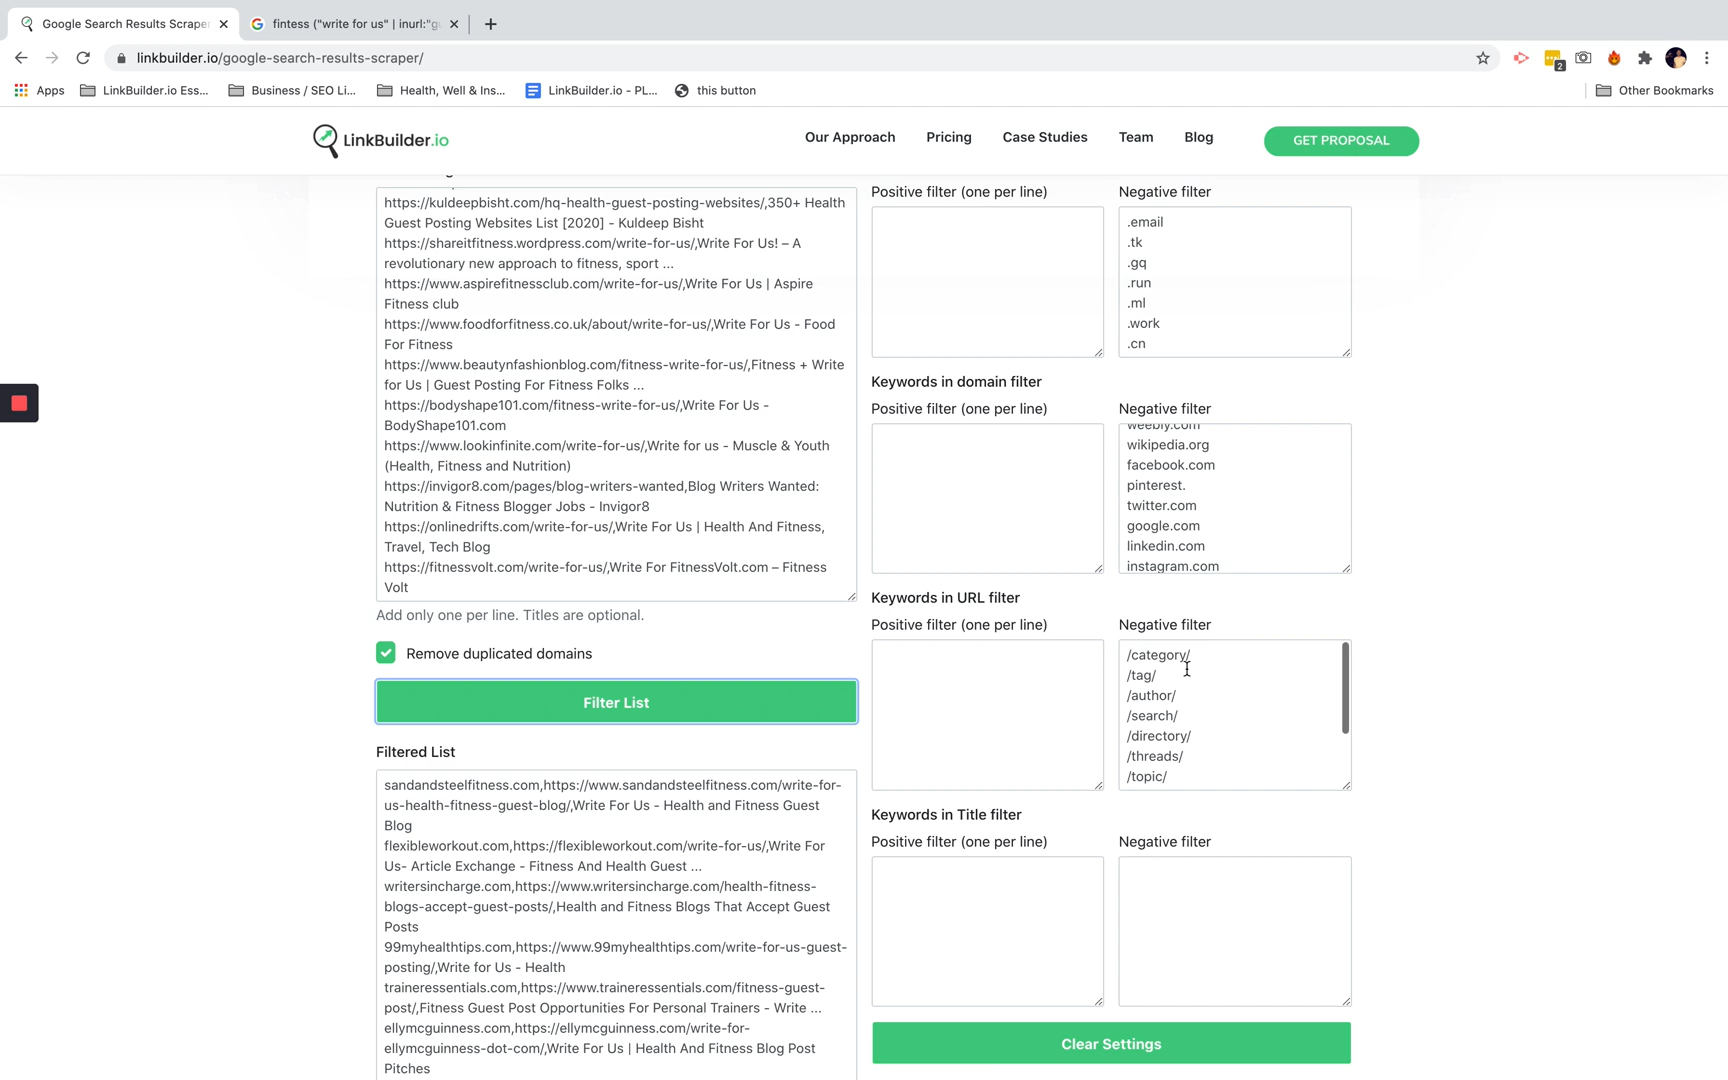 Google Search Results Scraper
fintess ("write for us" | inurl:"gu
linkbuilder.io/google-search-results-scraper/
2
Apps
LinkBuilder.io Ess...
Business / SEO Li...
Health, Well & Ins...
LinkBuilder.io - PL...
this button
Other Bookmarks
LinkBuilder.io
Our Approach
Pricing
Case Studies
Team
Blog
GET PROPOSAL
https://kuldeepbisht.com/hq-health-guest-posting-websites/,350+ Health
Guest Posting Websites List [2020] - Kuldeep Bisht
https://shareitfitness.wordpress.com/write-for-us/,Write For Us! – A
revolutionary new approach to fitness, sport ...
https://www.aspirefitnessclub.com/write-for-us/,Write For Us | Aspire
Fitness club
https://www.foodforfitness.co.uk/about/write-for-us/,Write For Us - Food
For Fitness
https://www.beautynfashionblog.com/fitness-write-for-us/,Fitness + Write
for Us | Guest Posting For Fitness Folks ...
https://bodyshape101.com/fitness-write-for-us/,Write For Us -
BodyShape101.com
https://www.lookinfinite.com/write-for-us/,Write for us - Muscle & Youth
(Health, Fitness and Nutrition)
https://invigor8.com/pages/blog-writers-wanted,Blog Writers Wanted:
Nutrition & Fitness Blogger Jobs - Invigor8
https://onlinedrifts.com/write-for-us/,Write For Us | Health And Fitness,
Travel, Tech Blog
https://fitnessvolt.com/write-for-us/,Write For FitnessVolt.com – Fitness
Volt
Add only one per line. Titles are optional.
Remove duplicated domains
Filter List
Filtered List
sandandsteelfitness.com,https://www.sandandsteelfitness.com/write-for-
us-health-fitness-guest-blog/,Write For Us - Health and Fitness Guest
Blog
flexibleworkout.com,https://flexibleworkout.com/write-for-us/,Write For
Us- Article Exchange - Fitness And Health Guest ...
writersincharge.com,https://www.writersincharge.com/health-fitness-
blogs-accept-guest-posts/,Health and Fitness Blogs That Accept Guest
Posts
99myhealthtips.com,https://www.99myhealthtips.com/write-for-us-guest-
posting/,Write for Us - Health
traineressentials.com,https://www.traineressentials.com/fitness-guest-
post/,Fitness Guest Post Opportunities For Personal Trainers - Write ...
ellymcguinness.com,https://ellymcguinness.com/write-for-
ellymcguinness-dot-com/,Write For Us | Health And Fitness Blog Post
Pitches
Positive filter (one per line)
Negative filter
.email
.tk
.gq
.run
.ml
.work
.cn
Keywords in domain filter
Positive filter (one per line)
Negative filter
weebly.com
wikipedia.org
facebook.com
pinterest.
twitter.com
google.com
linkedin.com
instagram.com
Keywords in URL filter
Positive filter (one per line)
Negative filter
/category/
/tag/
/author/
/search/
/directory/
/threads/
/topic/
Keywords in Title filter
Positive filter (one per line)
Negative filter
Clear Settings